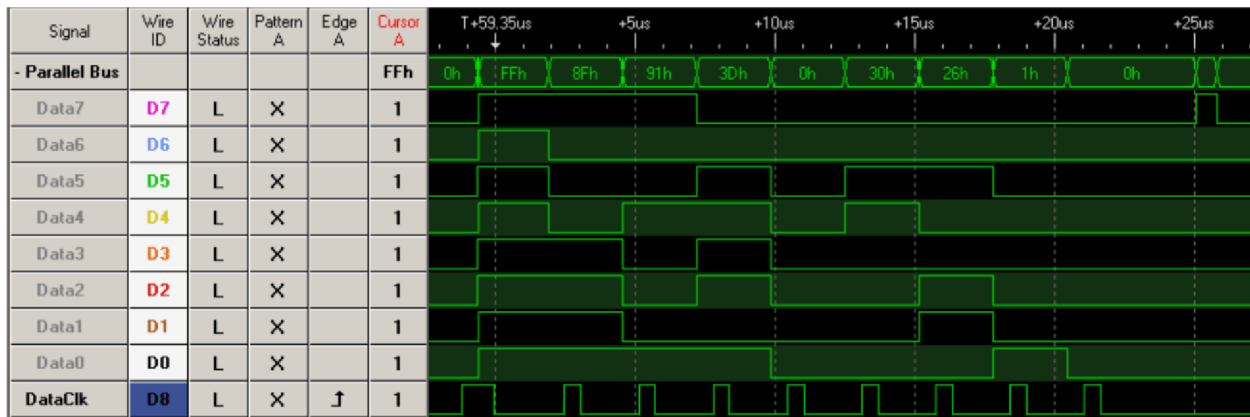 Signal Wire ID Wire Status Pattern A Edge A Cursor A T+59.35us +5us +10us +15us +20us +25us
- Parallel Bus FFh 0h FFh 8Fh 91h 3Dh 0h 30h 26h 1h 0h
Data7 D7 L X 1
Data6 D6 L X 1
Data5 D5 L X 1
Data4 D4 L X 1
Data3 D3 L X 1
Data2 D2 L X 1
Data1 D1 L X 1
Data0 D0 L X 1
DataClk D8 L X 1